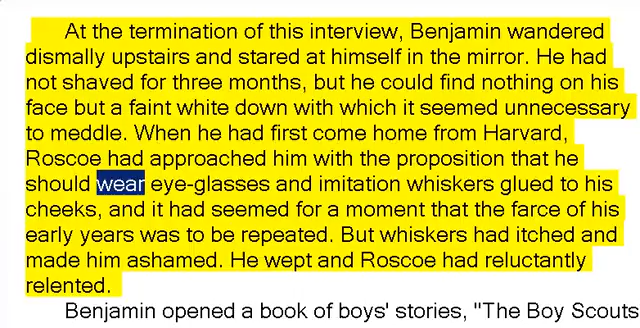 At the termination of this interview, Benjamin wandered
dismally upstairs and stared at himself in the mirror. He had
not shaved for three months, but he could find nothing on his
face but a faint white down with which it seemed unnecessary
to meddle. When he had first come home from Harvard,
Roscoe had approached him with the proposition that he
should wear eye-glasses and imitation whiskers glued to his
cheeks, and it had seemed for a moment that the farce of his
early years was to be repeated. But whiskers had itched and
made him ashamed. He wept and Roscoe had reluctantly
relented.
Benjamin opened a book of boys' stories, "The Boy Scouts